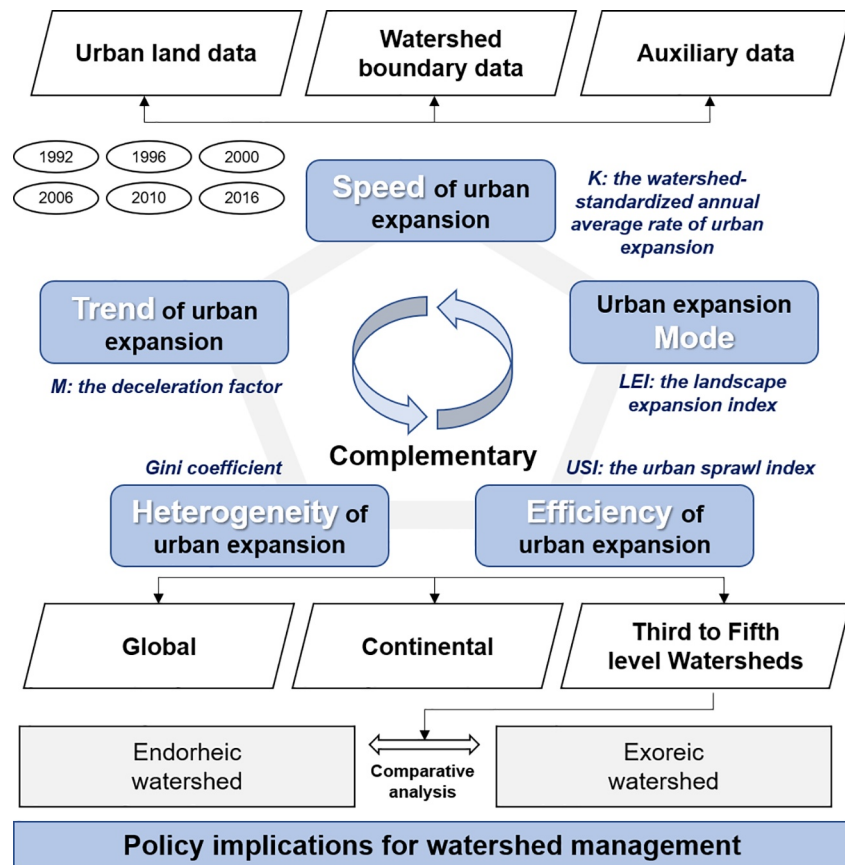 Urban land data
Watershed
boundary data
Auxiliary data
1992
1996
2000
2006
2010
2016
Speed of urban
expansion
K: the watershed-
standardized annual
average rate of urban
expansion
Trend of urban
expansion
M: the deceleration factor
Urban expansion
Mode
LEI: the landscape
expansion index
Complementary
Gini coefficient
USI: the urban sprawl index
Heterogeneity of
urban expansion
Efficiency of
urban expansion
Global
Continental
Third to Fifth
level Watersheds
Endorheic
watershed
Comparative
analysis
Exoreic
watershed
Policy implications for watershed management